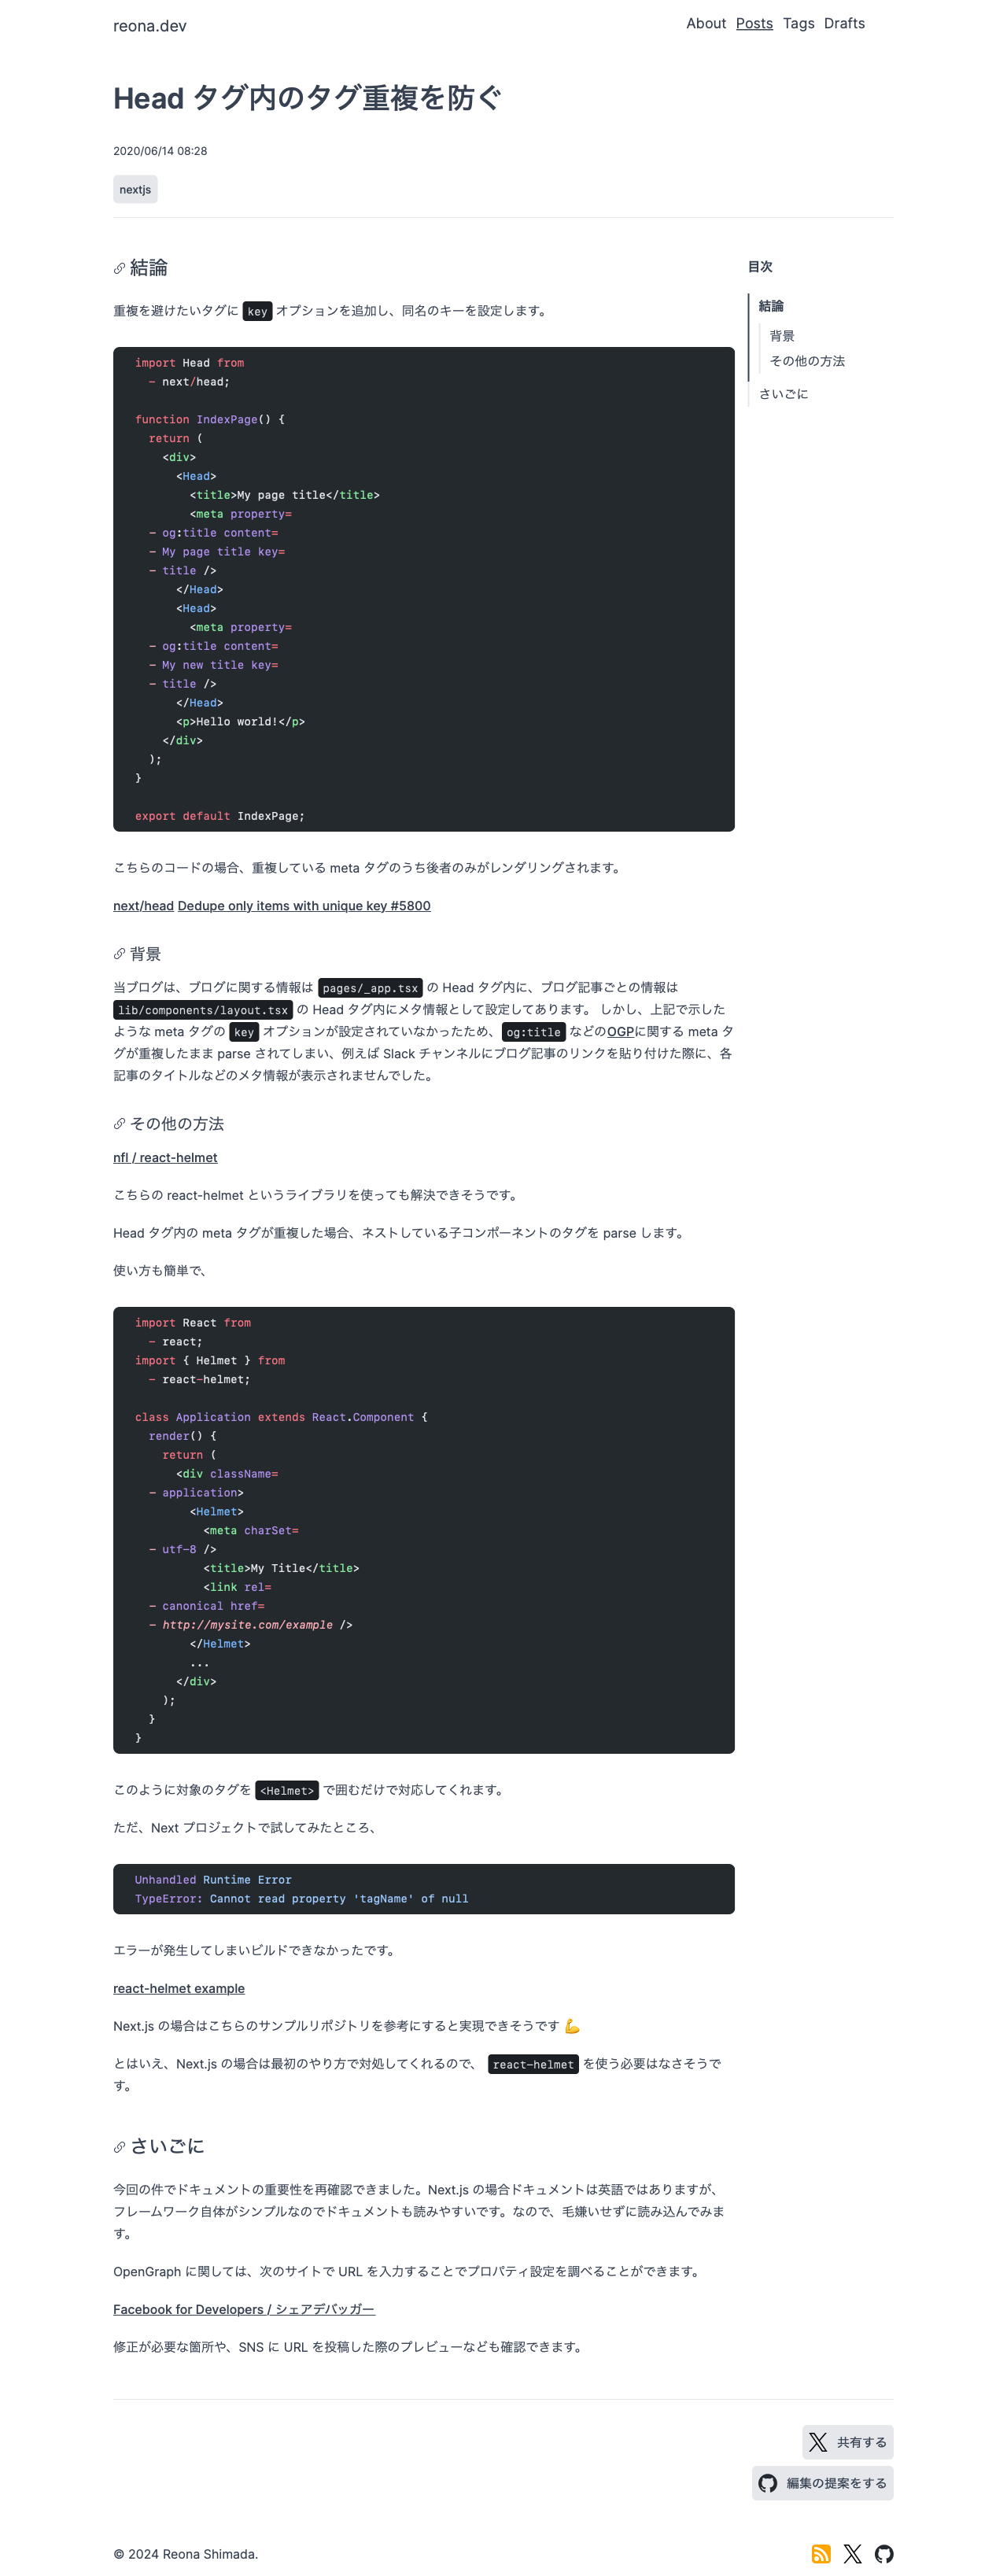 reona.dev
About Posts Tags Drafts
Head タグ内のタグ重複を防ぐ
2020/06/14 08:28
nextjs
結論
重複を避けたいタグに key オプションを追加し、同名のキーを設定します。
import Head from
- next/head;
function IndexPage() {
return (
<div>
<Head>
<title>My page title</title>
<meta property=
- og:title content=
- My page title key=
- title />
</Head>
<Head>
<meta property=
- og:title content=
- My new title key=
- title />
</Head>
<p>Hello world!</p>
</div>
);
}
export default IndexPage;
こちらのコードの場合、重複している meta タグのうち後者のみがレンダリングされます。
next/head Dedupe only items with unique key #5800
背景
当ブログは、ブログに関する情報は pages/_app.tsx の Head タグ内に、ブログ記事ごとの情報は
lib/components/layout.tsx の Head タグ内にメタ情報として設定してあります。 しかし、上記で示した
ような meta タグの key オプションが設定されていなかったため、 og:title などのOGPに関する meta タ
グが重複したまま parse されてしまい、例えば Slack チャンネルにブログ記事のリンクを貼り付けた際に、各
記事のタイトルなどのメタ情報が表示されませんでした。
その他の方法
nfl / react-helmet
こちらの react-helmet というライブラリを使っても解決できそうです。
Head タグ内の meta タグが重複した場合、ネストしている子コンポーネントのタグを parse します。
使い方も簡単で、
import React from
- react;
import { Helmet } from
- react-helmet;
class Application extends React.Component {
render() {
return (
<div className=
- application>
<Helmet>
<meta charSet=
- utf-8 />
<title>My Title</title>
<link rel=
- canonical href=
- http://mysite.com/example />
</Helmet>
...
</div>
);
}
}
このように対象のタグを <Helmet> で囲むだけで対応してくれます。
ただ、Next プロジェクトで試してみたところ、
Unhandled Runtime Error
TypeError: Cannot read property 'tagName' of null
エラーが発生してしまいビルドできなかったです。
react-helmet example
Next.js の場合はこちらのサンプルリポジトリを参考にすると実現できそうです 💪
とはいえ、Next.js の場合は最初のやり方で対処してくれるので、 react-helmet を使う必要はなさそうで
す。
さいごに
今回の件でドキュメントの重要性を再確認できました。Next.js の場合ドキュメントは英語ではありますが、
フレームワーク自体がシンプルなのでドキュメントも読みやすいです。なので、毛嫌いせずに読み込んでみま
す。
OpenGraph に関しては、次のサイトで URL を入力することでプロパティ設定を調べることができます。
Facebook for Developers / シェアデバッガー
修正が必要な箇所や、SNS に URL を投稿した際のプレビューなども確認できます。
目次
結論
背景
その他の方法
さいごに
共有する
編集の提案をする
© 2024 Reona Shimada.